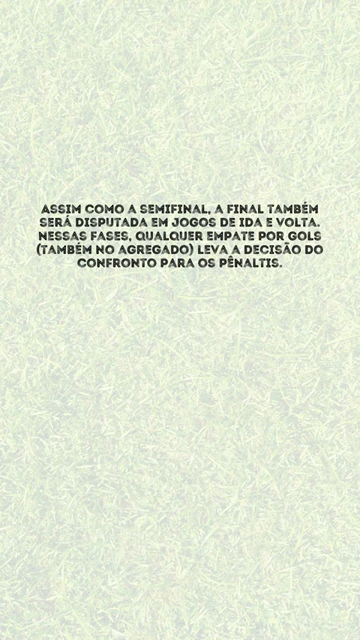 ASSIM COMO A SEMIFINAL, A FINAL TAMBÉM
SERÁ DISPUTADA EM JOGOS DE IDA E VOLTA.
NESSAS FASES, QUALQUER EMPATE POR GOLS
(TAMBÉM NO AGREGADO) LEVA A DECISÃO DO
CONFRONTO PARA OS PÊNALTIS.